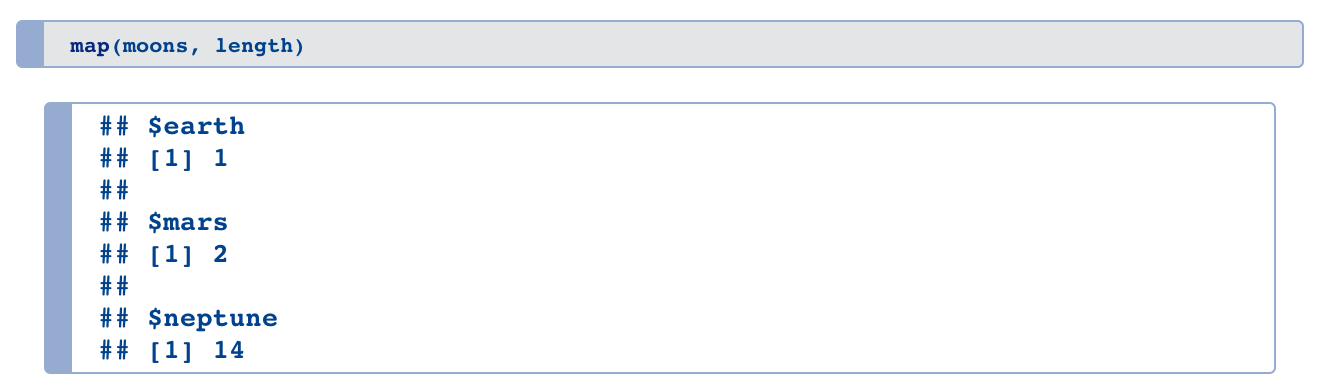 map(moons, length)
## $earth
## [1] 1
##
## $mars
## [1] 2
##
## $neptune
## [1] 14